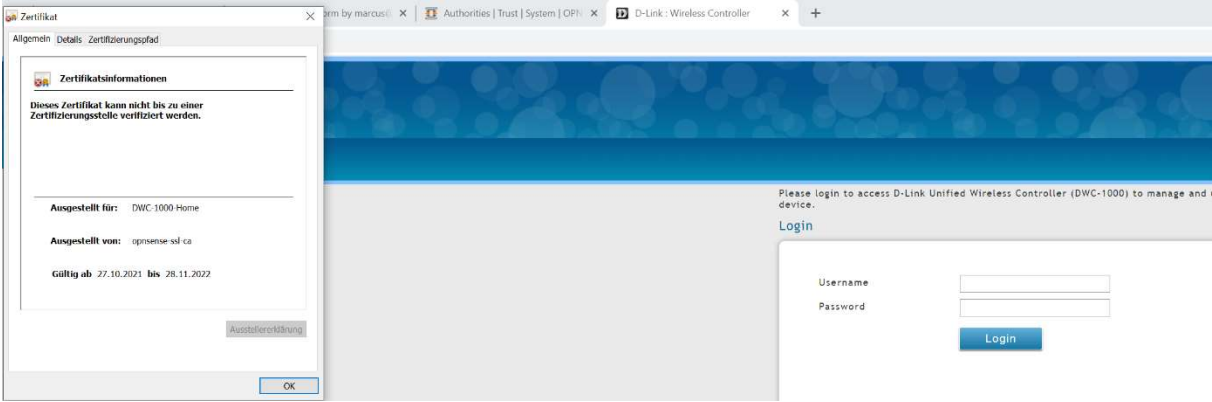 Zertifikat
Allgemein Details Zertifizierungspfad
Zertifikatsinformationen
Dieses Zertifikat kann nicht bis zu einer
Zertifizierungsstelle verifiziert werden.
Ausgestellt für: DWC-1000-Home
Ausgestellt von: opnsense-ssl-ca
Gültig ab 27.10.2021 bis 28.11.2022
Ausstellererklärung
OK
by marcus
Authorities | Trust | System | OPN
D-Link : Wireless Controller
Please login to access D-Link Unified Wireless Controller (DWC-1000) to manage and
device.
Login
Username
Password
Login